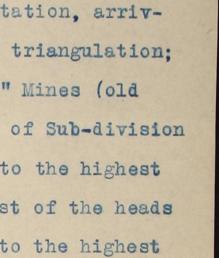 tation, arriv-
triangulation;
" Mines (old
of Sub-division
to the highest
st of the heads
to the highest